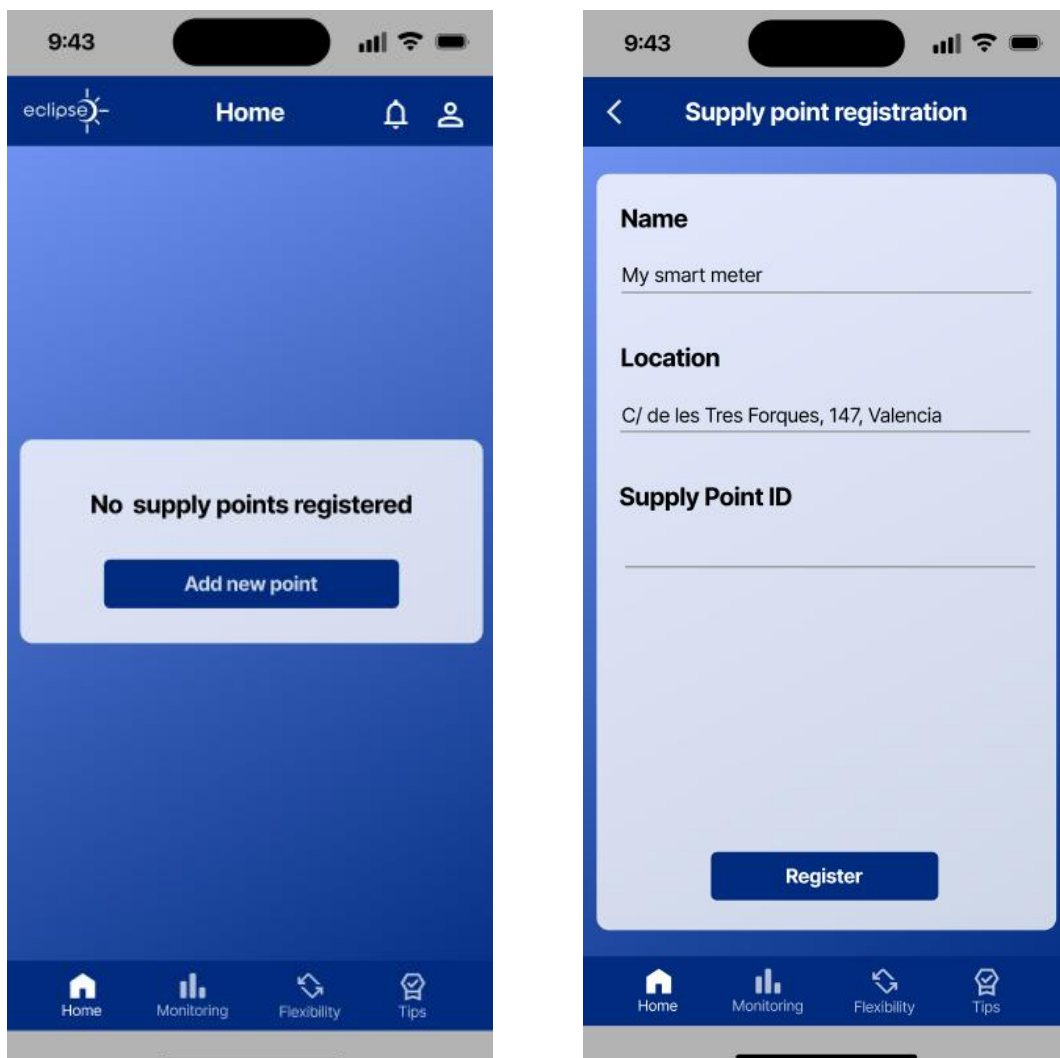 9:43
eclipse
Home
No supply points registered
Add new point
Home
Monitoring
Flexibility
Tips
9:43
Supply point registration
Name
My smart meter
Location
C/ de les Tres Forques, 147, Valencia
Supply Point ID
Register
Home
Monitoring
Flexibility
Tips